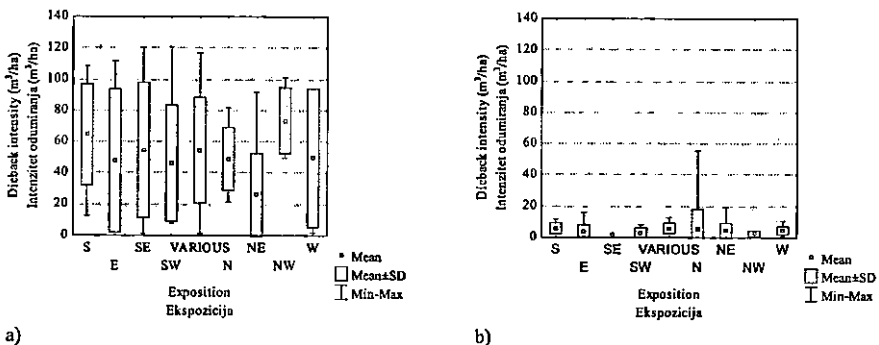 140
120
100
80
60
40
20
0
Dieback intensity (m³/ha)
Intenzitet odumiranja (m³/ha)
S SE VARIOUS NE W
E SW N NW
Exposition
Ekspozicija
Mean
Mean±SD
Min-Max
a)
140
120
100
80
60
40
20
0
Dieback intensity (m³/ha)
Intenzitet odumiranja (m³/ha)
S SE VARIOUS NE W
E SW N NW
Exposition
Ekspozicija
Mean
Mean±SD
Min-Max
b)